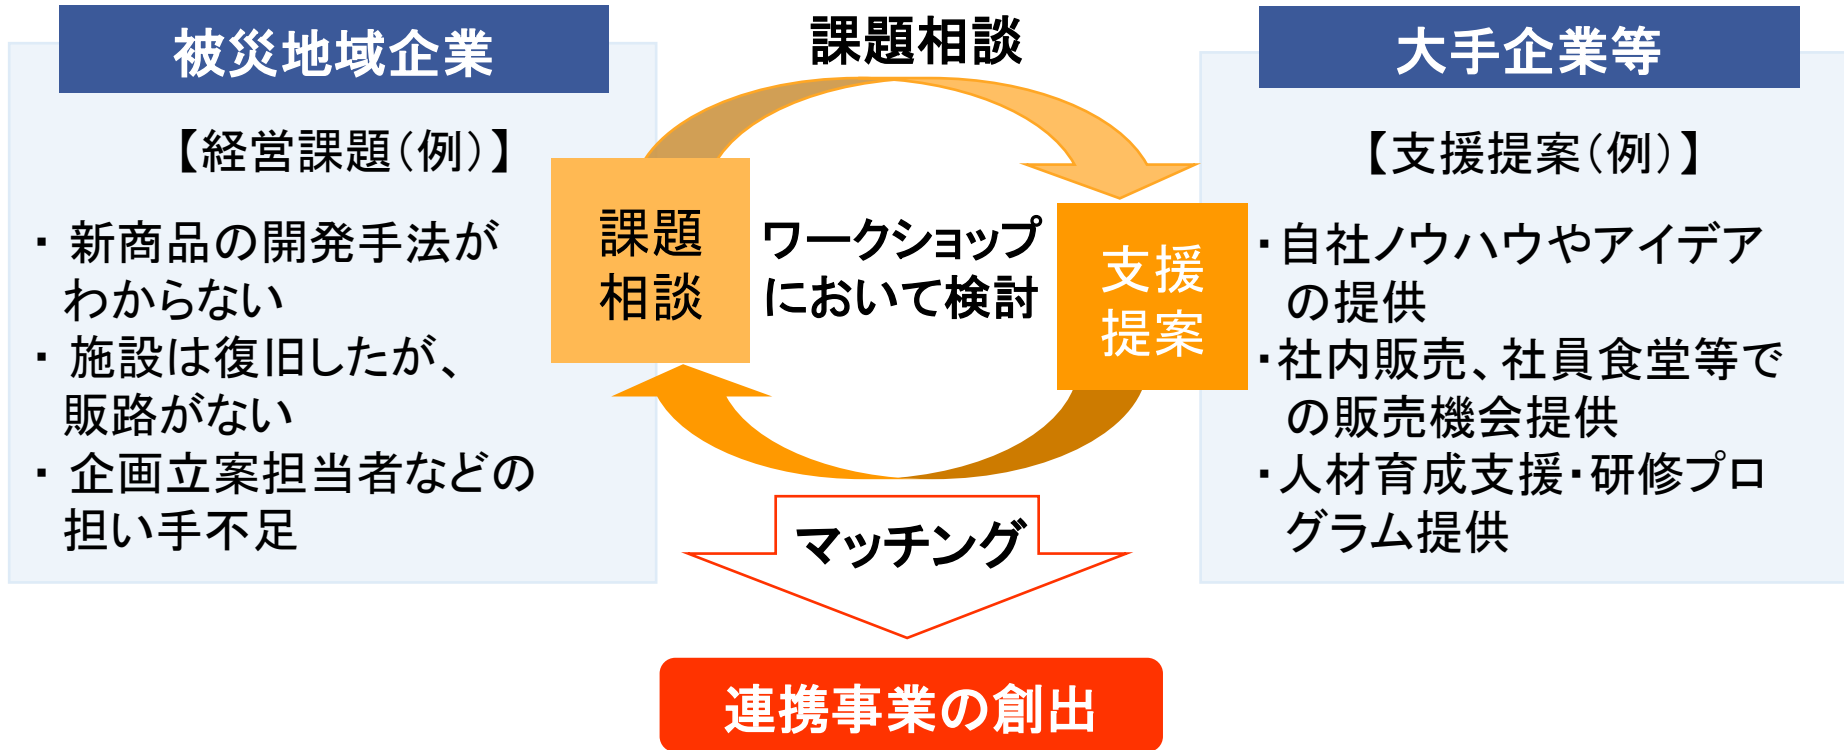 被災地域企業
【経営課題（例）】
・ 新商品の開発手法が
わからない
・ 施設は復旧したが、
販路がない
・ 企画立案担当者などの
担い手不足
課題相談
課題
相談
ワークショップ
において検討
支援
提案
マッチング
連携事業の創出
大手企業等
【支援提案（例）】
・自社ノウハウやアイデア
の提供
・社内販売、社員食堂等で
の販売機会提供
・人材育成支援・研修プロ
グラム提供